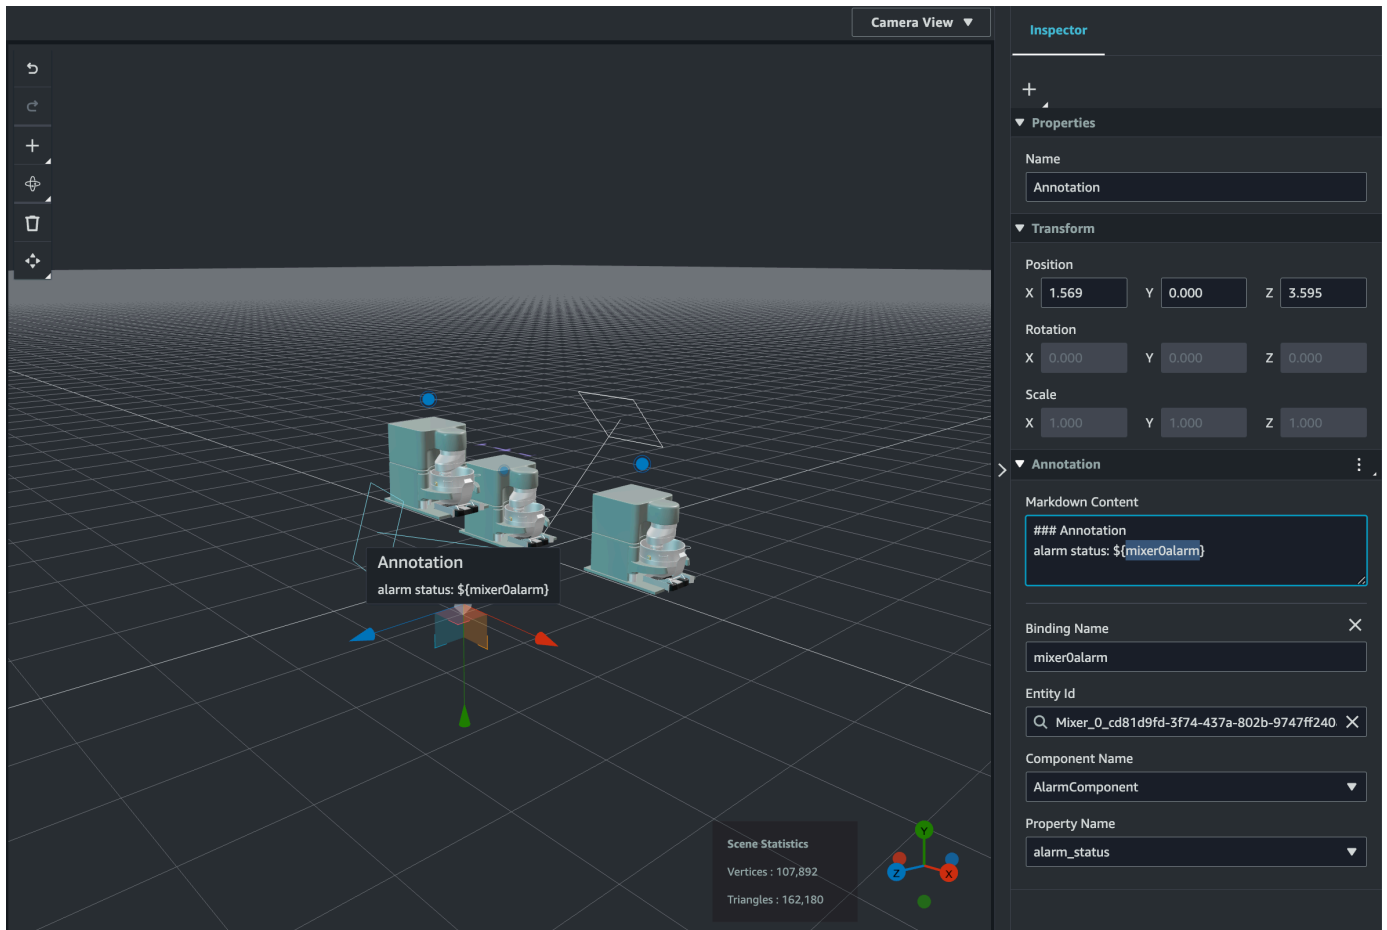 Camera View
Inspector
Properties
Name
Annotation
Transform
Position
X 1.569 Y 0.000 Z 3.595
Rotation
X 0.000 Y 0.000 Z 0.000
Scale
X 1.000 Y 1.000 Z 1.000
Annotation
Markdown Content
### Annotation
alarm status: ${mixer0alarm}
Binding Name
mixer0alarm
Entity Id
Mixer_0_cd81d9fd-3f74-437a-802b-9747ff240
Component Name
AlarmComponent
Property Name
alarm_status
Annotation
alarm status: ${mixer0alarm}
Scene Statistics
Vertices : 107,892
Triangles : 162,180
Y
Z
X